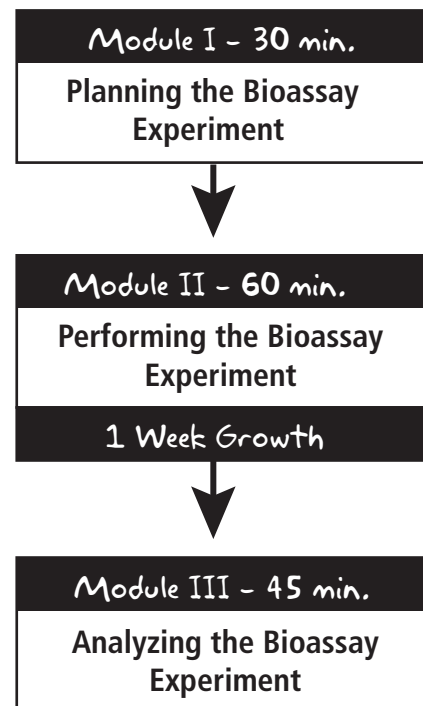 Module I - 30 min.
Planning the Bioassay
Experiment
Module II - 60 min.
Performing the Bioassay
Experiment
1 Week Growth
Module III - 45 min.
Analyzing the Bioassay
Experiment